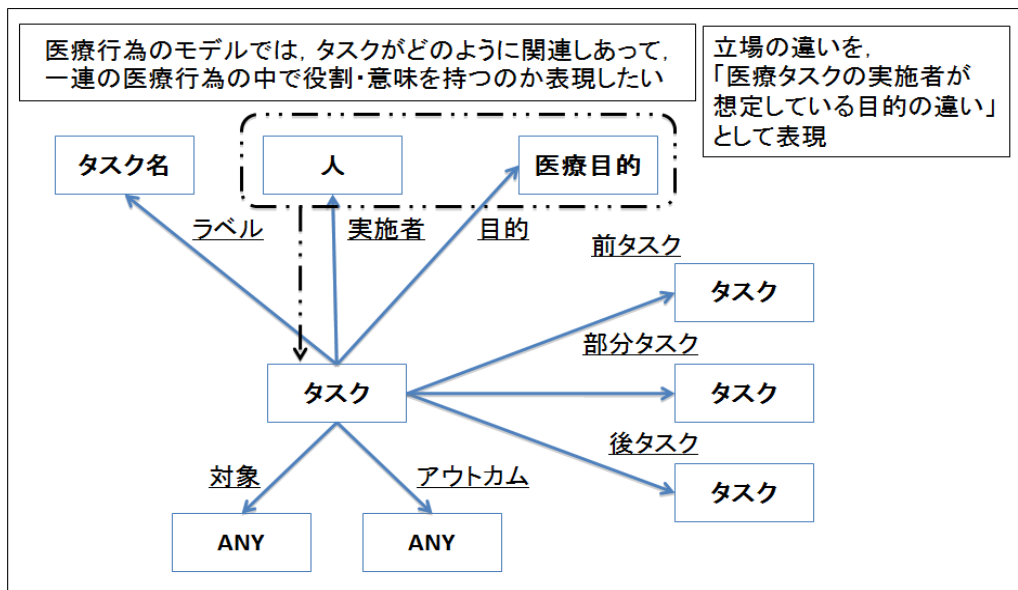 医療行為のモデルでは，タスクがどのように関連しあって，
一連の医療行為の中で役割・意味を持つのか表現したい
立場の違いを，
「医療タスクの実施者が
想定している目的の違い」
として表現
タスク名
人
医療目的
ラベル
実施者
目的
前タスク
タスク
部分タスク
タスク
タスク
後タスク
タスク
対象
アウトカム
ANY
ANY